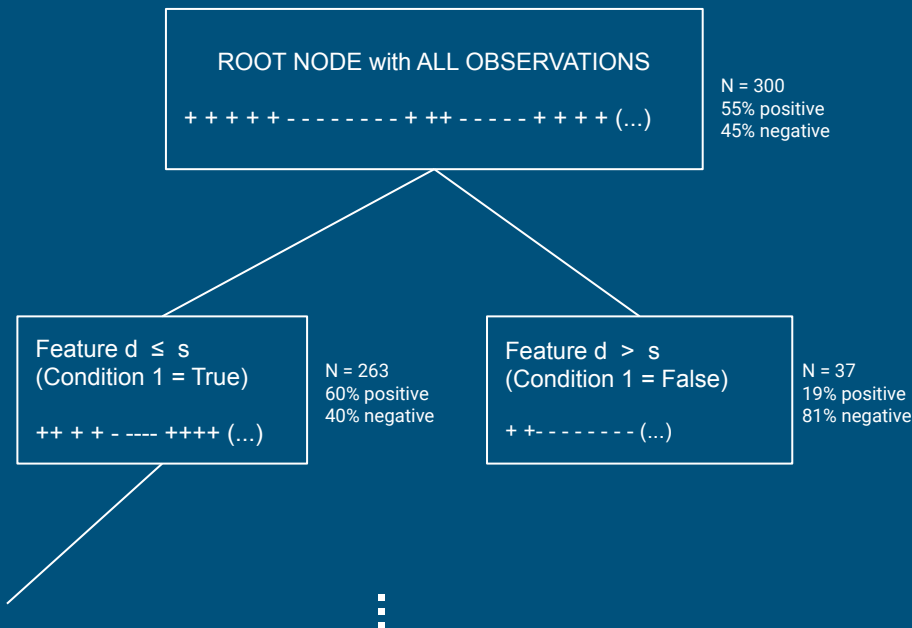 ROOT NODE with ALL OBSERVATIONS
+ + + + + - - - - - - - - + ++ - - - - - + + + + (...)
N = 300
55% positive
45% negative
Feature d ≤ s
(Condition 1 = True)
++ + + - ---- ++++ (...)
N = 263
60% positive
40% negative
Feature d > s
(Condition 1 = False)
+ +- - - - - - - - (...)
N = 37
19% positive
81% negative